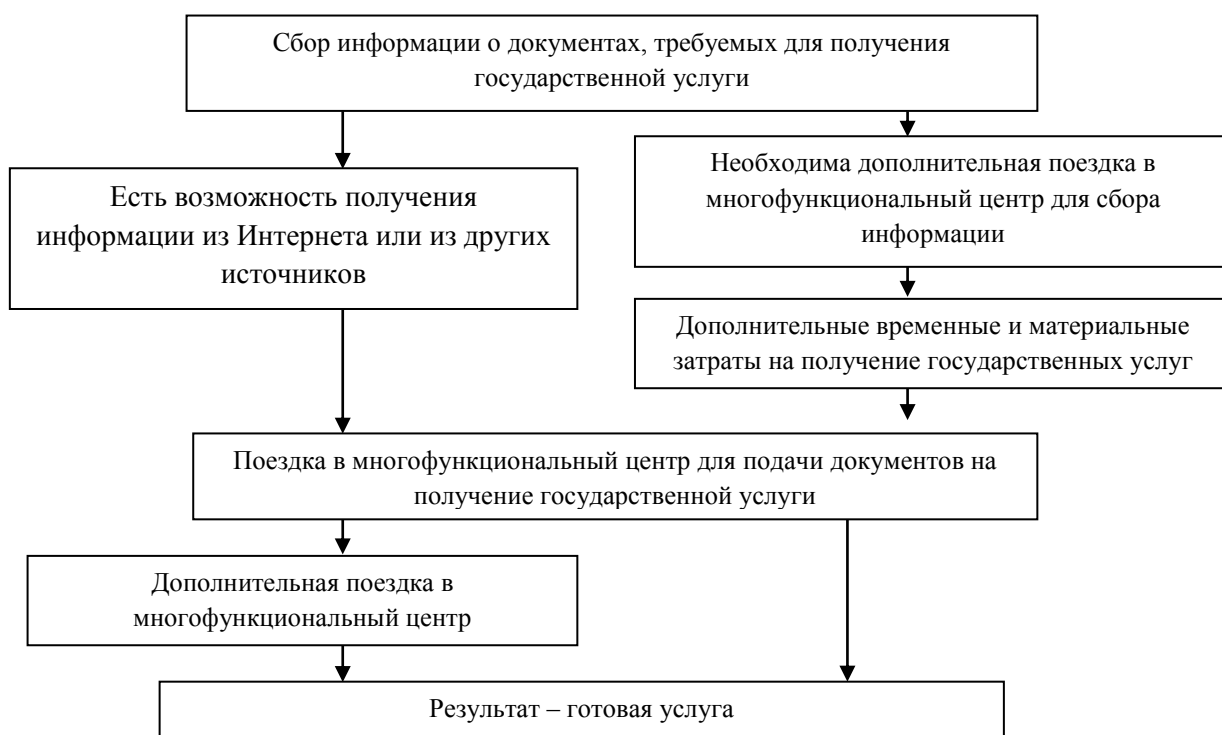 Сбор информации о документах, требуемых для получения
государственной услуги
Есть возможность получения
информации из Интернета или из других
источников
Необходима дополнительная поездка в
многофункциональный центр для сбора
информации
Дополнительные временные и материальные
затраты на получение государственных услуг
Поездка в многофункциональный центр для подачи документов на
получение государственной услуги
Дополнительная поездка в
многофункциональный центр
Результат – готовая услуга